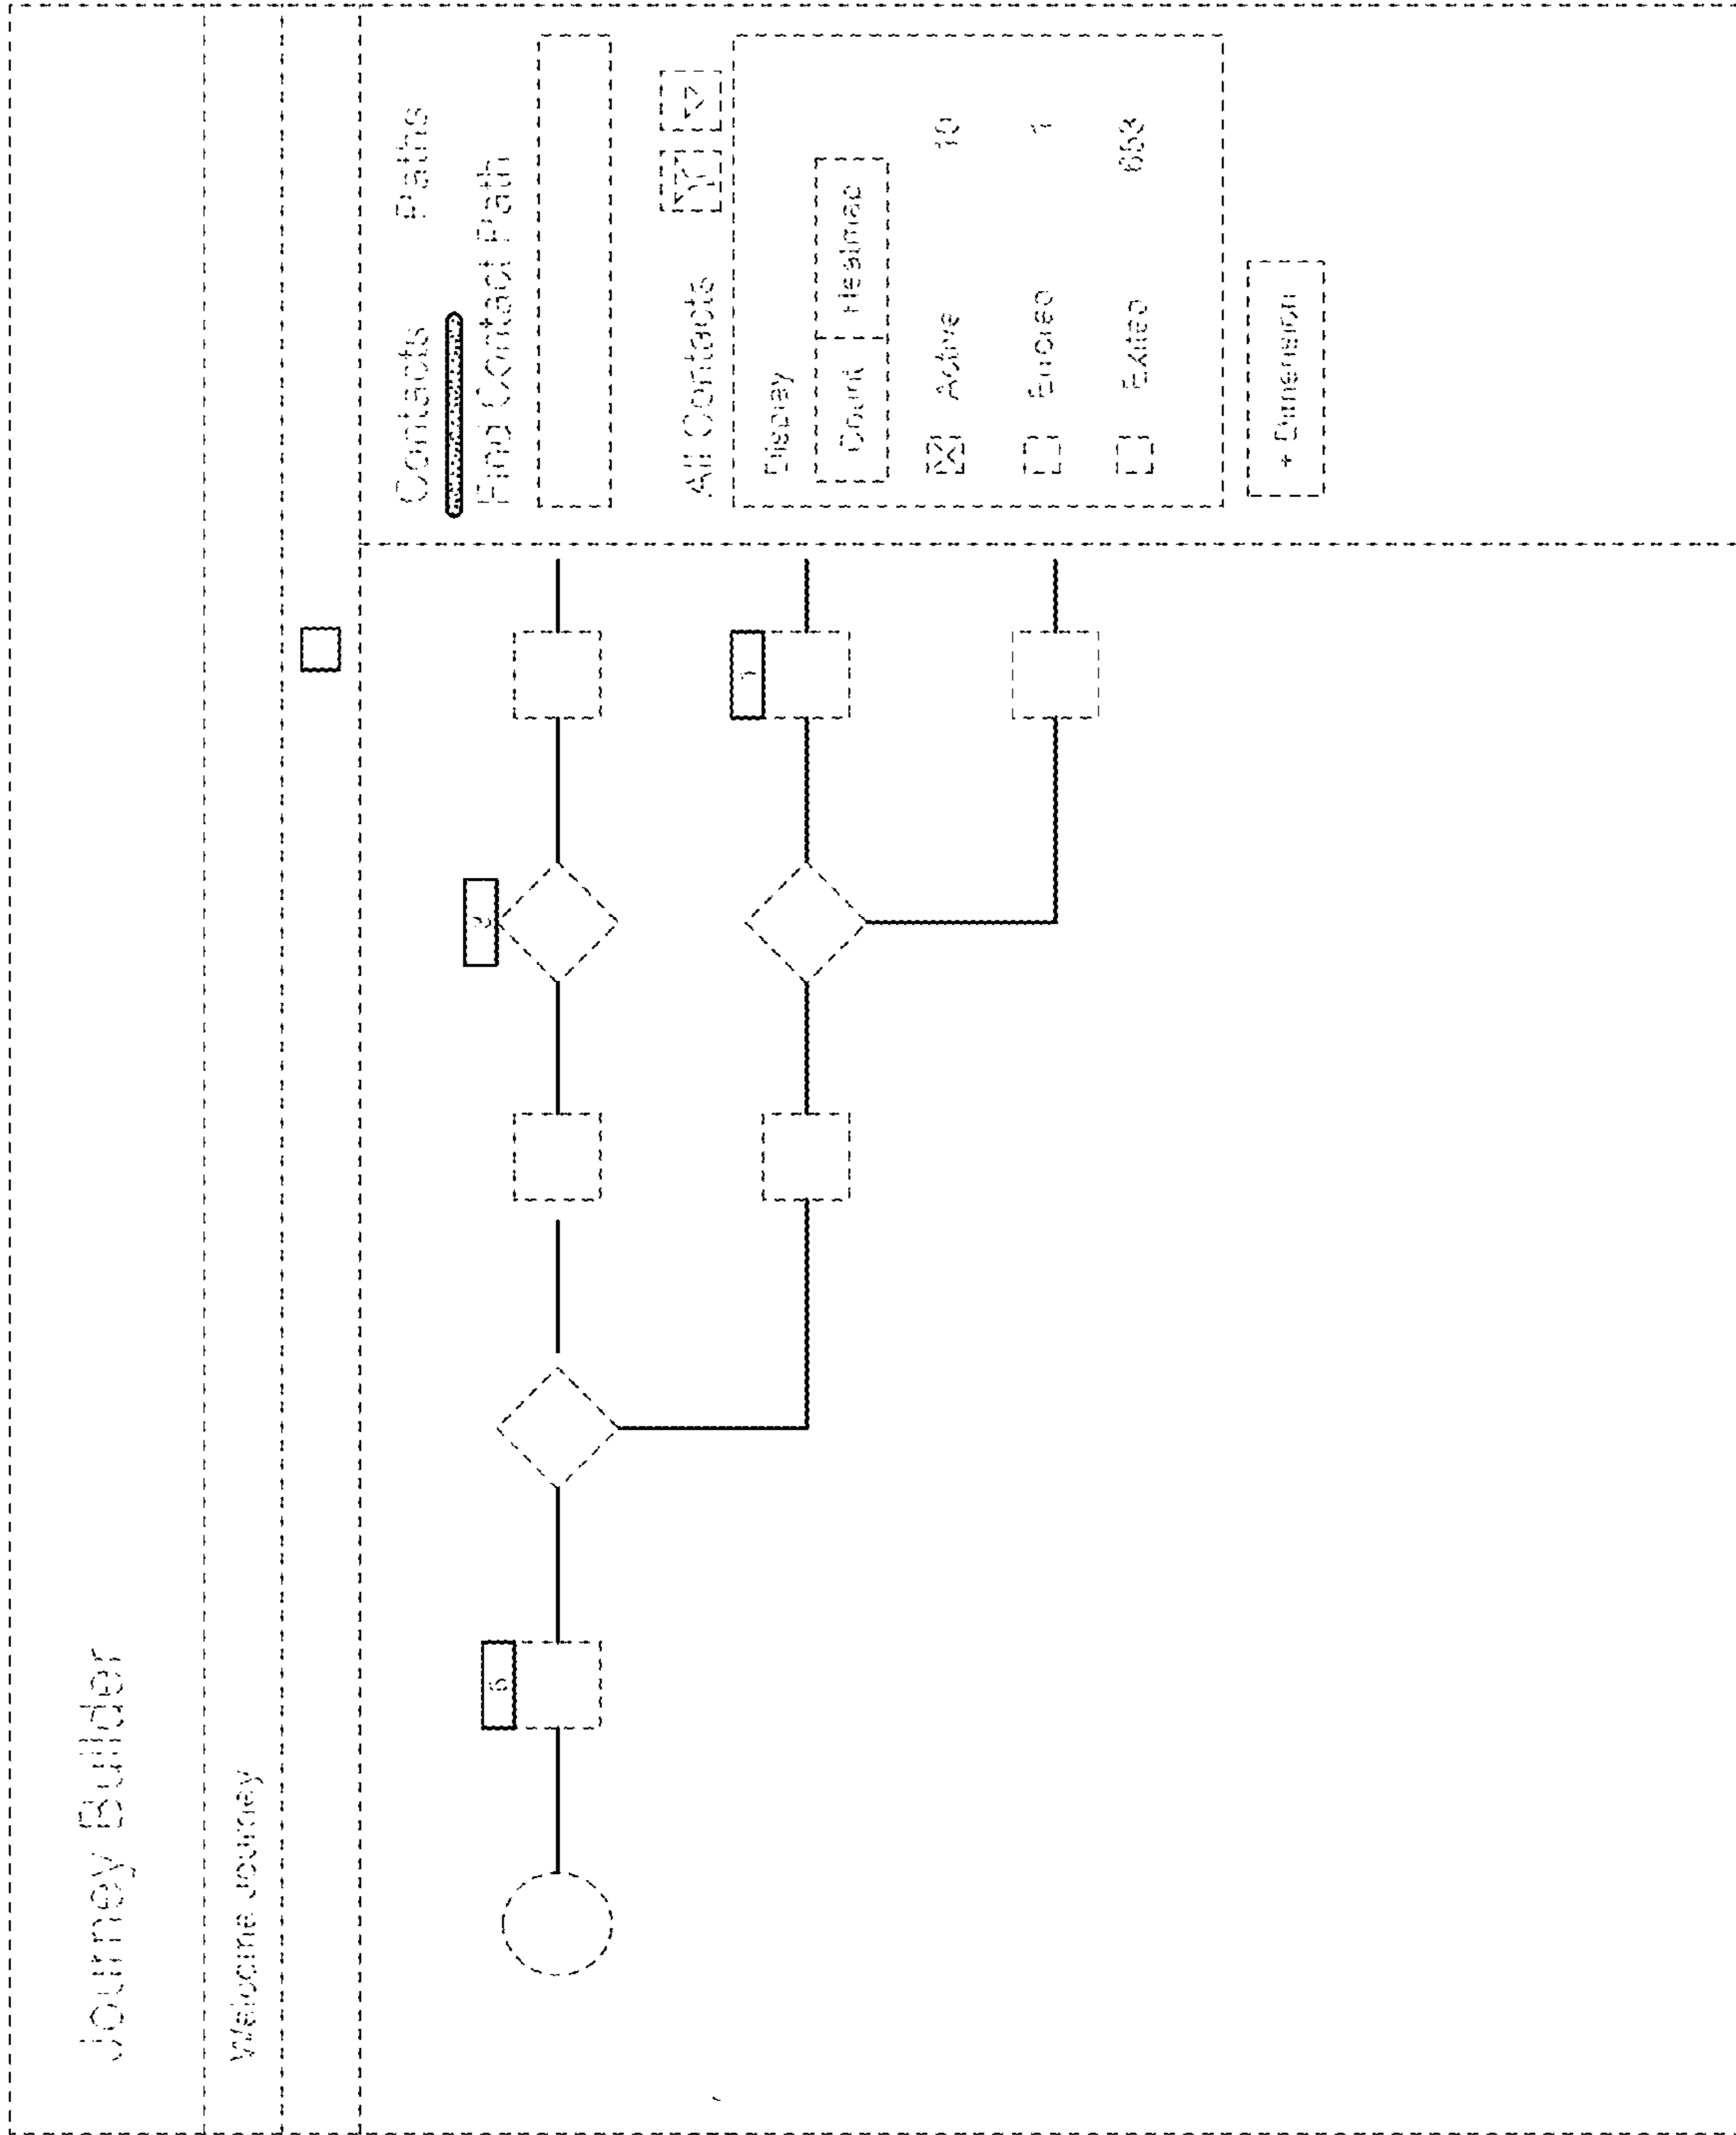 Journey Builder
Welcome Journey
Contacts Paths
Find Contact Path
All Contacts
Display
Count Heatmap
Active 10
Errored 1
Exited 653
+ Dimension
2
6
1